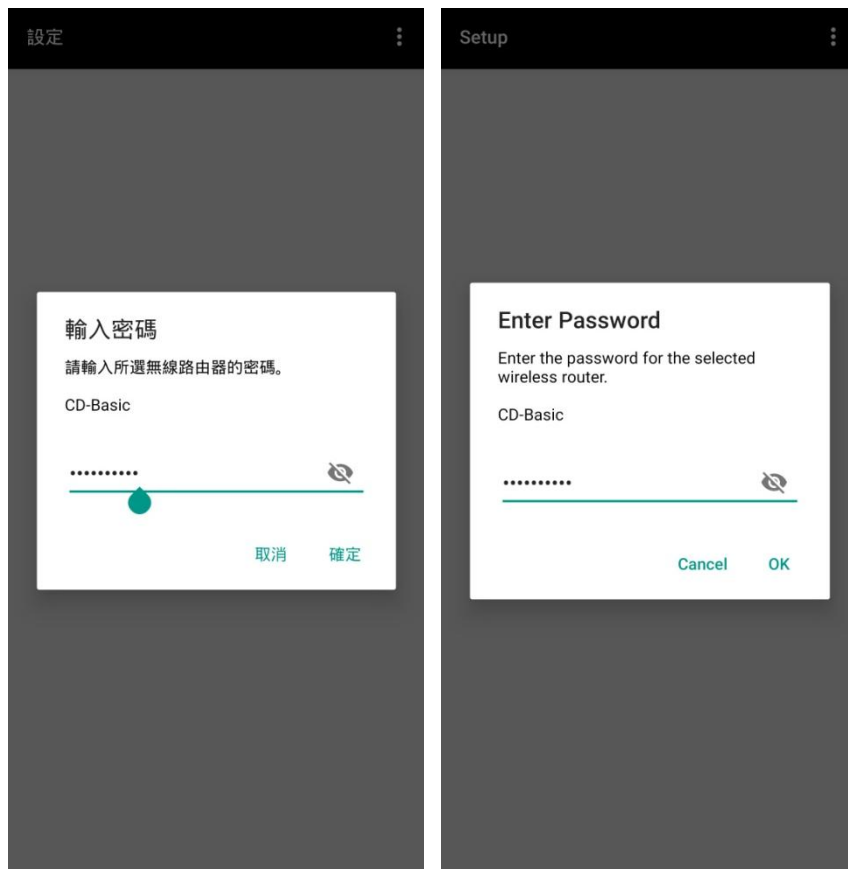 設定
輸入密碼
請輸入所選無線路由器的密碼。
CD-Basic
••••••••••
取消 確定
Setup
Enter Password
Enter the password for the selected
wireless router.
CD-Basic
••••••••••
Cancel OK